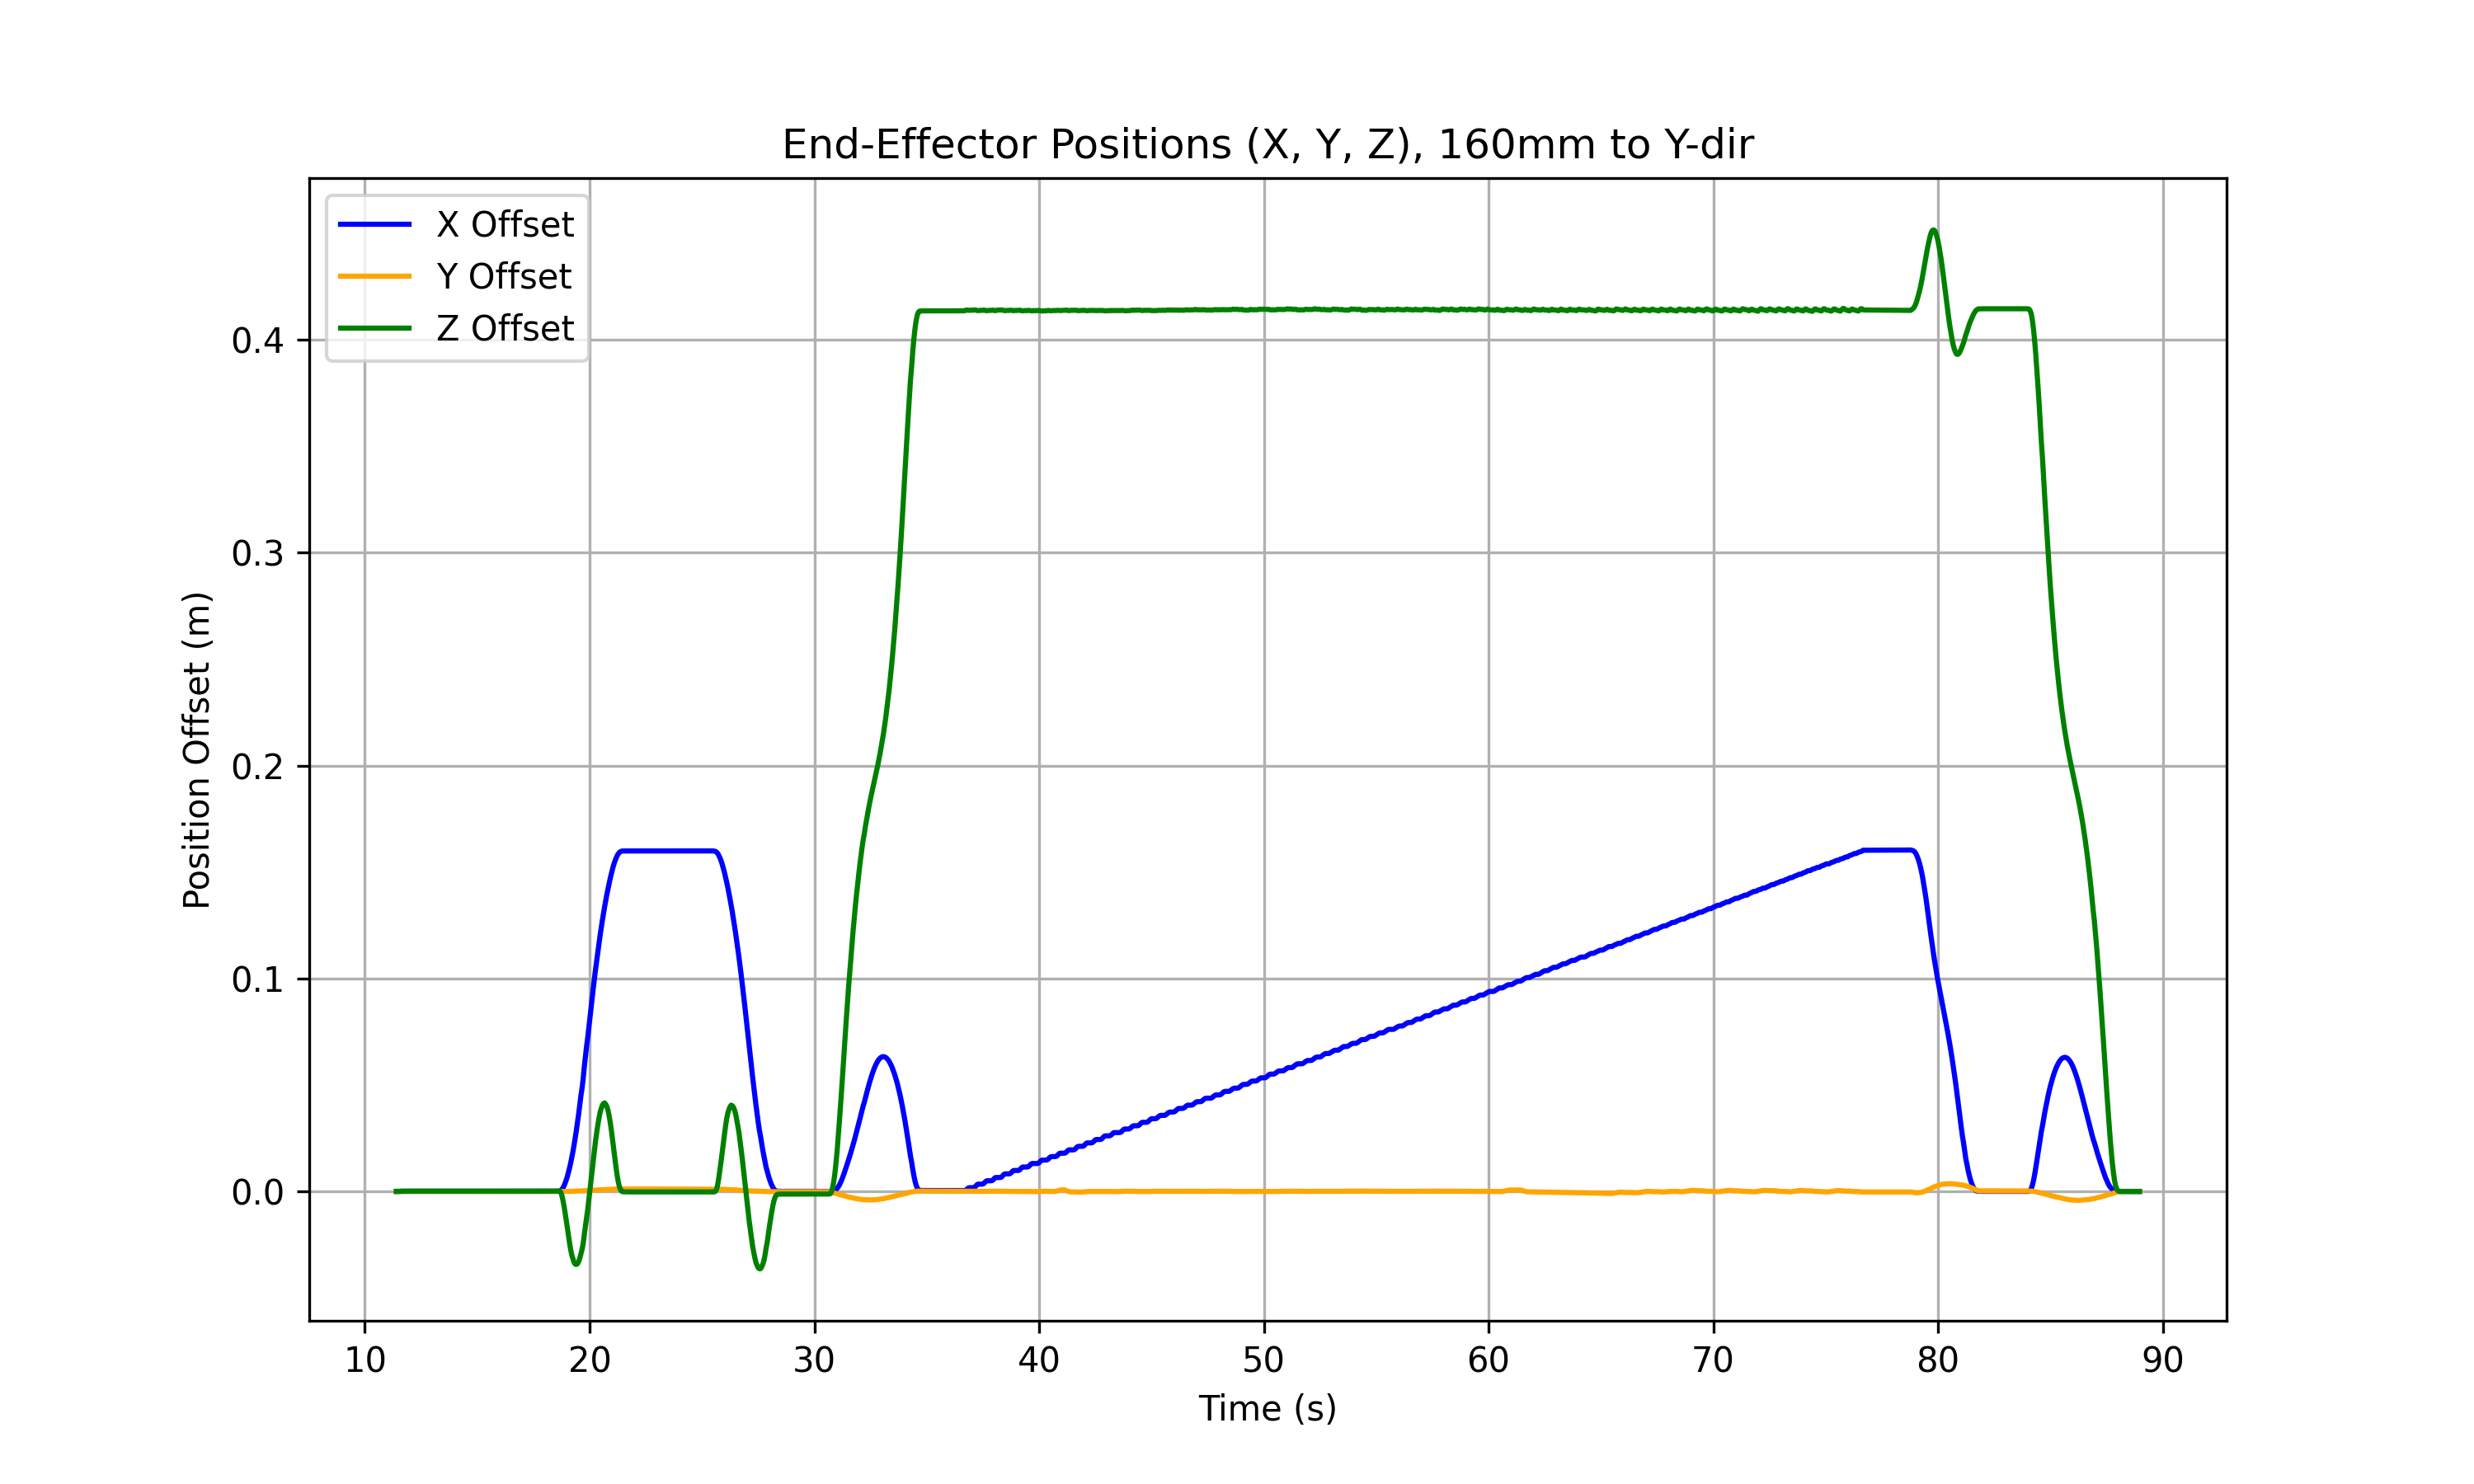 End-Effector Positions (X, Y, Z), 160mm to Y-dir
X Offset
Y Offset
Z Offset
Position Offset (m)
0.4
0.3
0.2
0.1
0.0
10 20 30 40 50 60 70 80 90
Time (s)